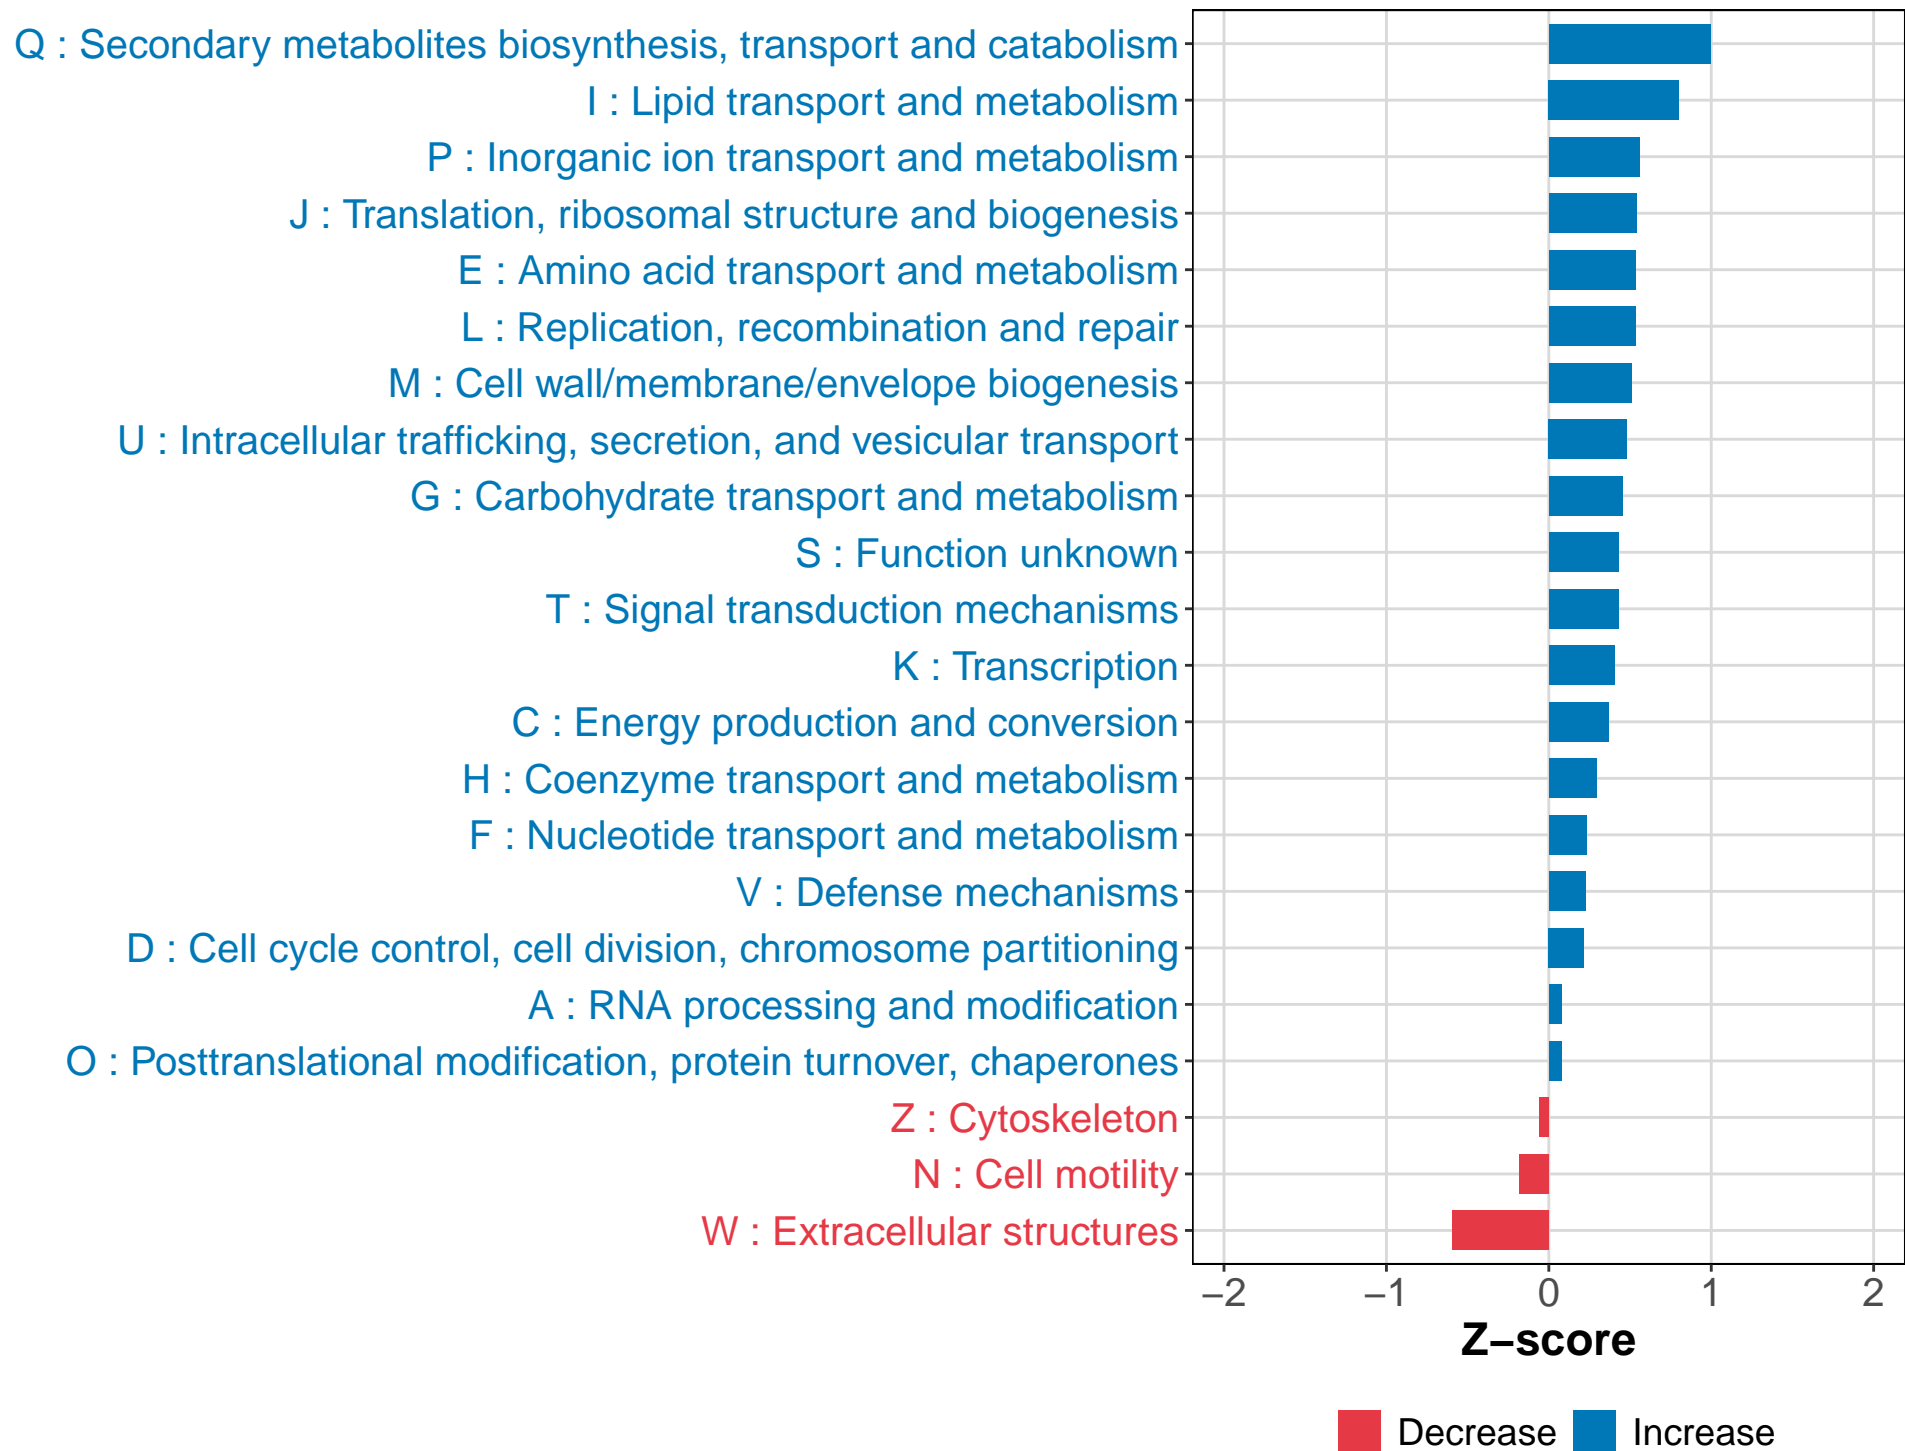 Q : Secondary metabolites biosynthesis, transport and catabolism
I : Lipid transport and metabolism
P : Inorganic ion transport and metabolism
J : Translation, ribosomal structure and biogenesis
E : Amino acid transport and metabolism
L : Replication, recombination and repair
M : Cell wall/membrane/envelope biogenesis
U : Intracellular trafficking, secretion, and vesicular transport
G : Carbohydrate transport and metabolism
S : Function unknown
T : Signal transduction mechanisms
K : Transcription
C : Energy production and conversion
H : Coenzyme transport and metabolism
F : Nucleotide transport and metabolism
V : Defense mechanisms
D : Cell cycle control, cell division, chromosome partitioning
A : RNA processing and modification
O : Posttranslational modification, protein turnover, chaperones
Z : Cytoskeleton
N : Cell motility
W : Extracellular structures
−2 −1 0 1 2
Z−score
Decrease Increase